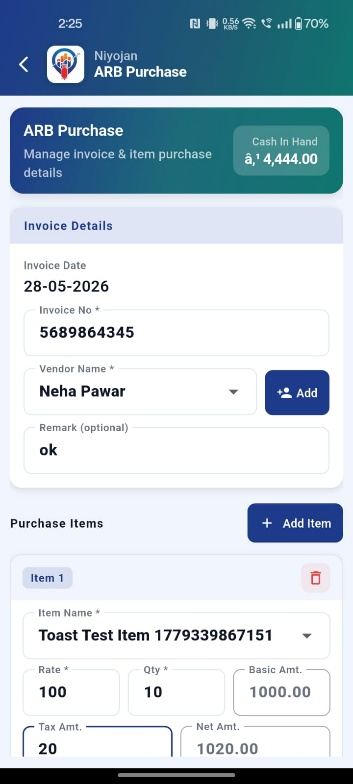 2:25
0.56
KB/S
70%
Niyojan
ARB Purchase
ARB Purchase
Manage invoice & item purchase
details
Cash In Hand
â‚¹ 4,444.00
Invoice Details
Invoice Date
28-05-2026
Invoice No *
5689864345
Vendor Name *
Neha Pawar
Add
Remark (optional)
ok
Purchase Items
+ Add Item
Item 1
Item Name *
Toast Test Item 1779339867151
Rate *
100
Qty *
10
Basic Amt.
1000.00
Tax Amt.
20
Net Amt.
1020.00